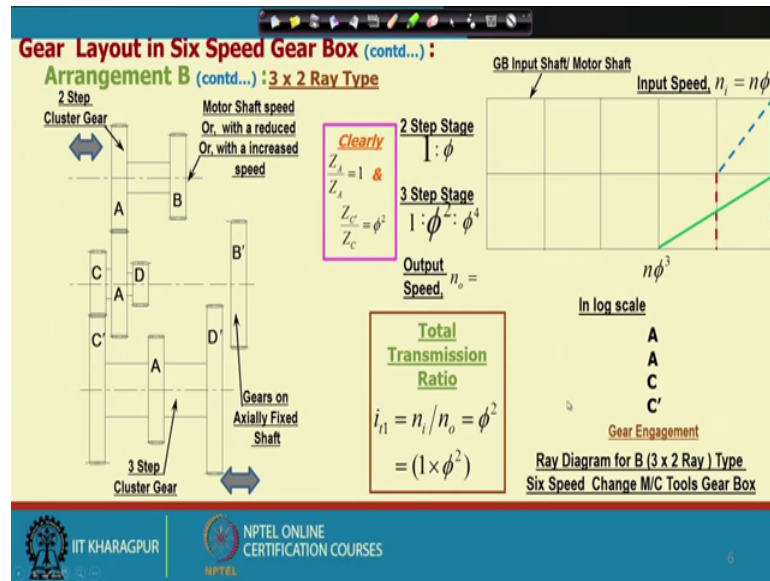 Gear Layout in Six Speed Gear Box (contd...) :
Arrangement B (contd...) : 3 x 2 Ray Type
2 Step
Cluster Gear
Motor Shaft speed
Or, with a reduced
Or, with a increased
speed
A
B
C
D
A
B'
C'
A
D'
Gears on
Axially Fixed
Shaft
3 Step
Cluster Gear
Clearly
Z_A/Z_A = 1 &
Z_C'/Z_C = ϕ²
2 Step Stage
1 : ϕ
3 Step Stage
1 : ϕ² : ϕ⁴
Output
Speed, n_o =
Total
Transmission
Ratio
i_t1 = n_i / n_o = ϕ²
= (1 × ϕ²)
GB Input Shaft/ Motor Shaft
Input Speed, n_i = nϕ
nϕ³
In log scale
A
A
C
C'
Gear Engagement
Ray Diagram for B (3 x 2 Ray ) Type
Six Speed Change M/C Tools Gear Box
IIT KHARAGPUR
NPTEL
NPTEL ONLINE
CERTIFICATION COURSES
6